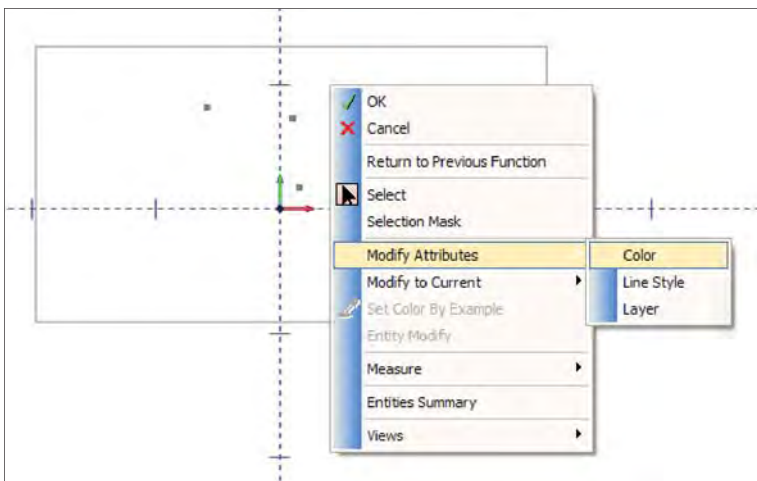 OK
Cancel
Return to Previous Function
Select
Selection Mask
Modify Attributes
Color
Modify to Current
Line Style
Set Color By Example
Layer
Entity Modify
Measure
Entities Summary
Views